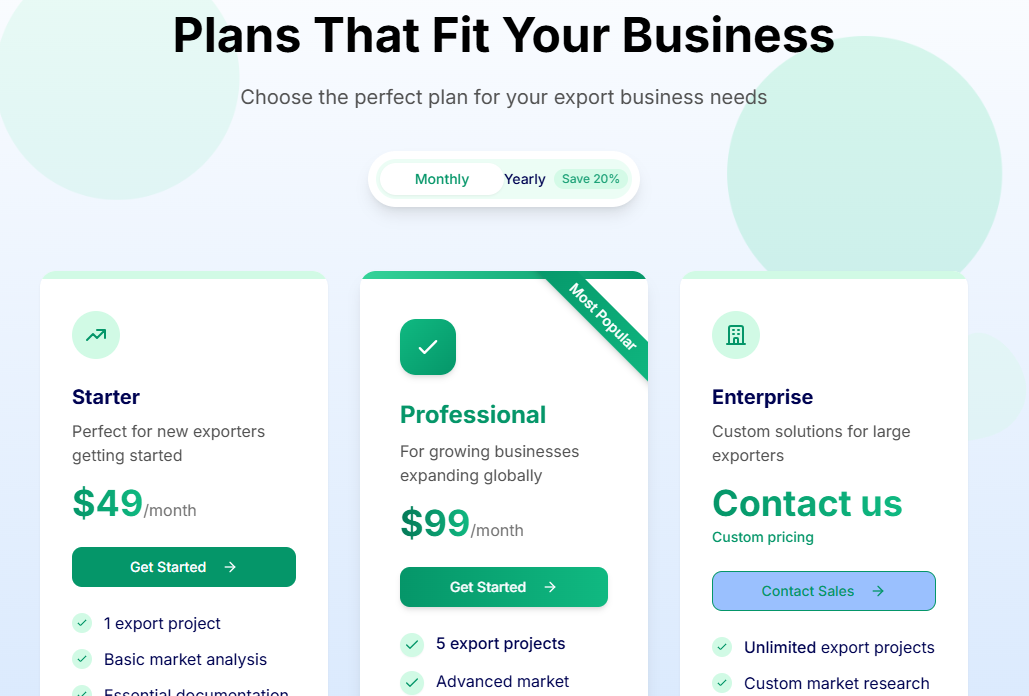 Plans That Fit Your Business
Choose the perfect plan for your export business needs
Monthly
Yearly
Save 20%
Starter
Perfect for new exporters
getting started
$49/month
Get Started
1 export project
Basic market analysis
Essential documentation
Most Popular
Professional
For growing businesses
expanding globally
$99/month
Get Started
5 export projects
Advanced market
Enterprise
Custom solutions for large
exporters
Contact us
Custom pricing
Contact Sales
Unlimited export projects
Custom market research